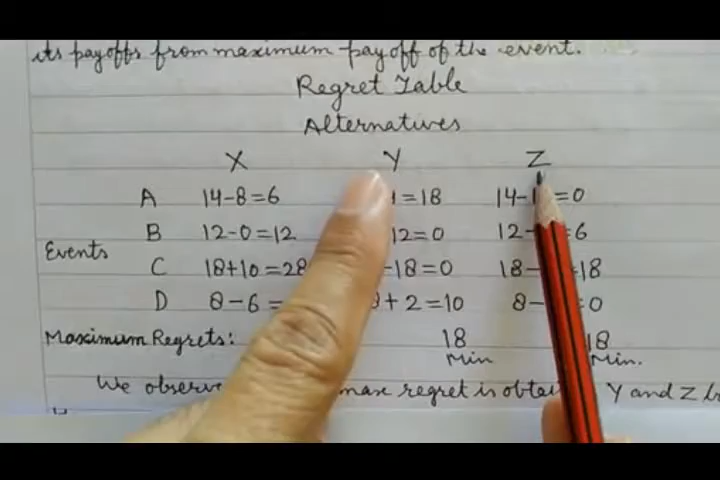 its payoffs from maximum payoff of the event.
Regret Table
Alternatives
X Y Z
A 14-8=6 =18 14- =0
B 12-0=12 12=0 12- 6
Events
C 18+10=28 -18=0 18- 18
D 8-6= +2=10 8- =0
Maximum Regrets: 18 18
Min Min.
We observe max regret is Y and Z